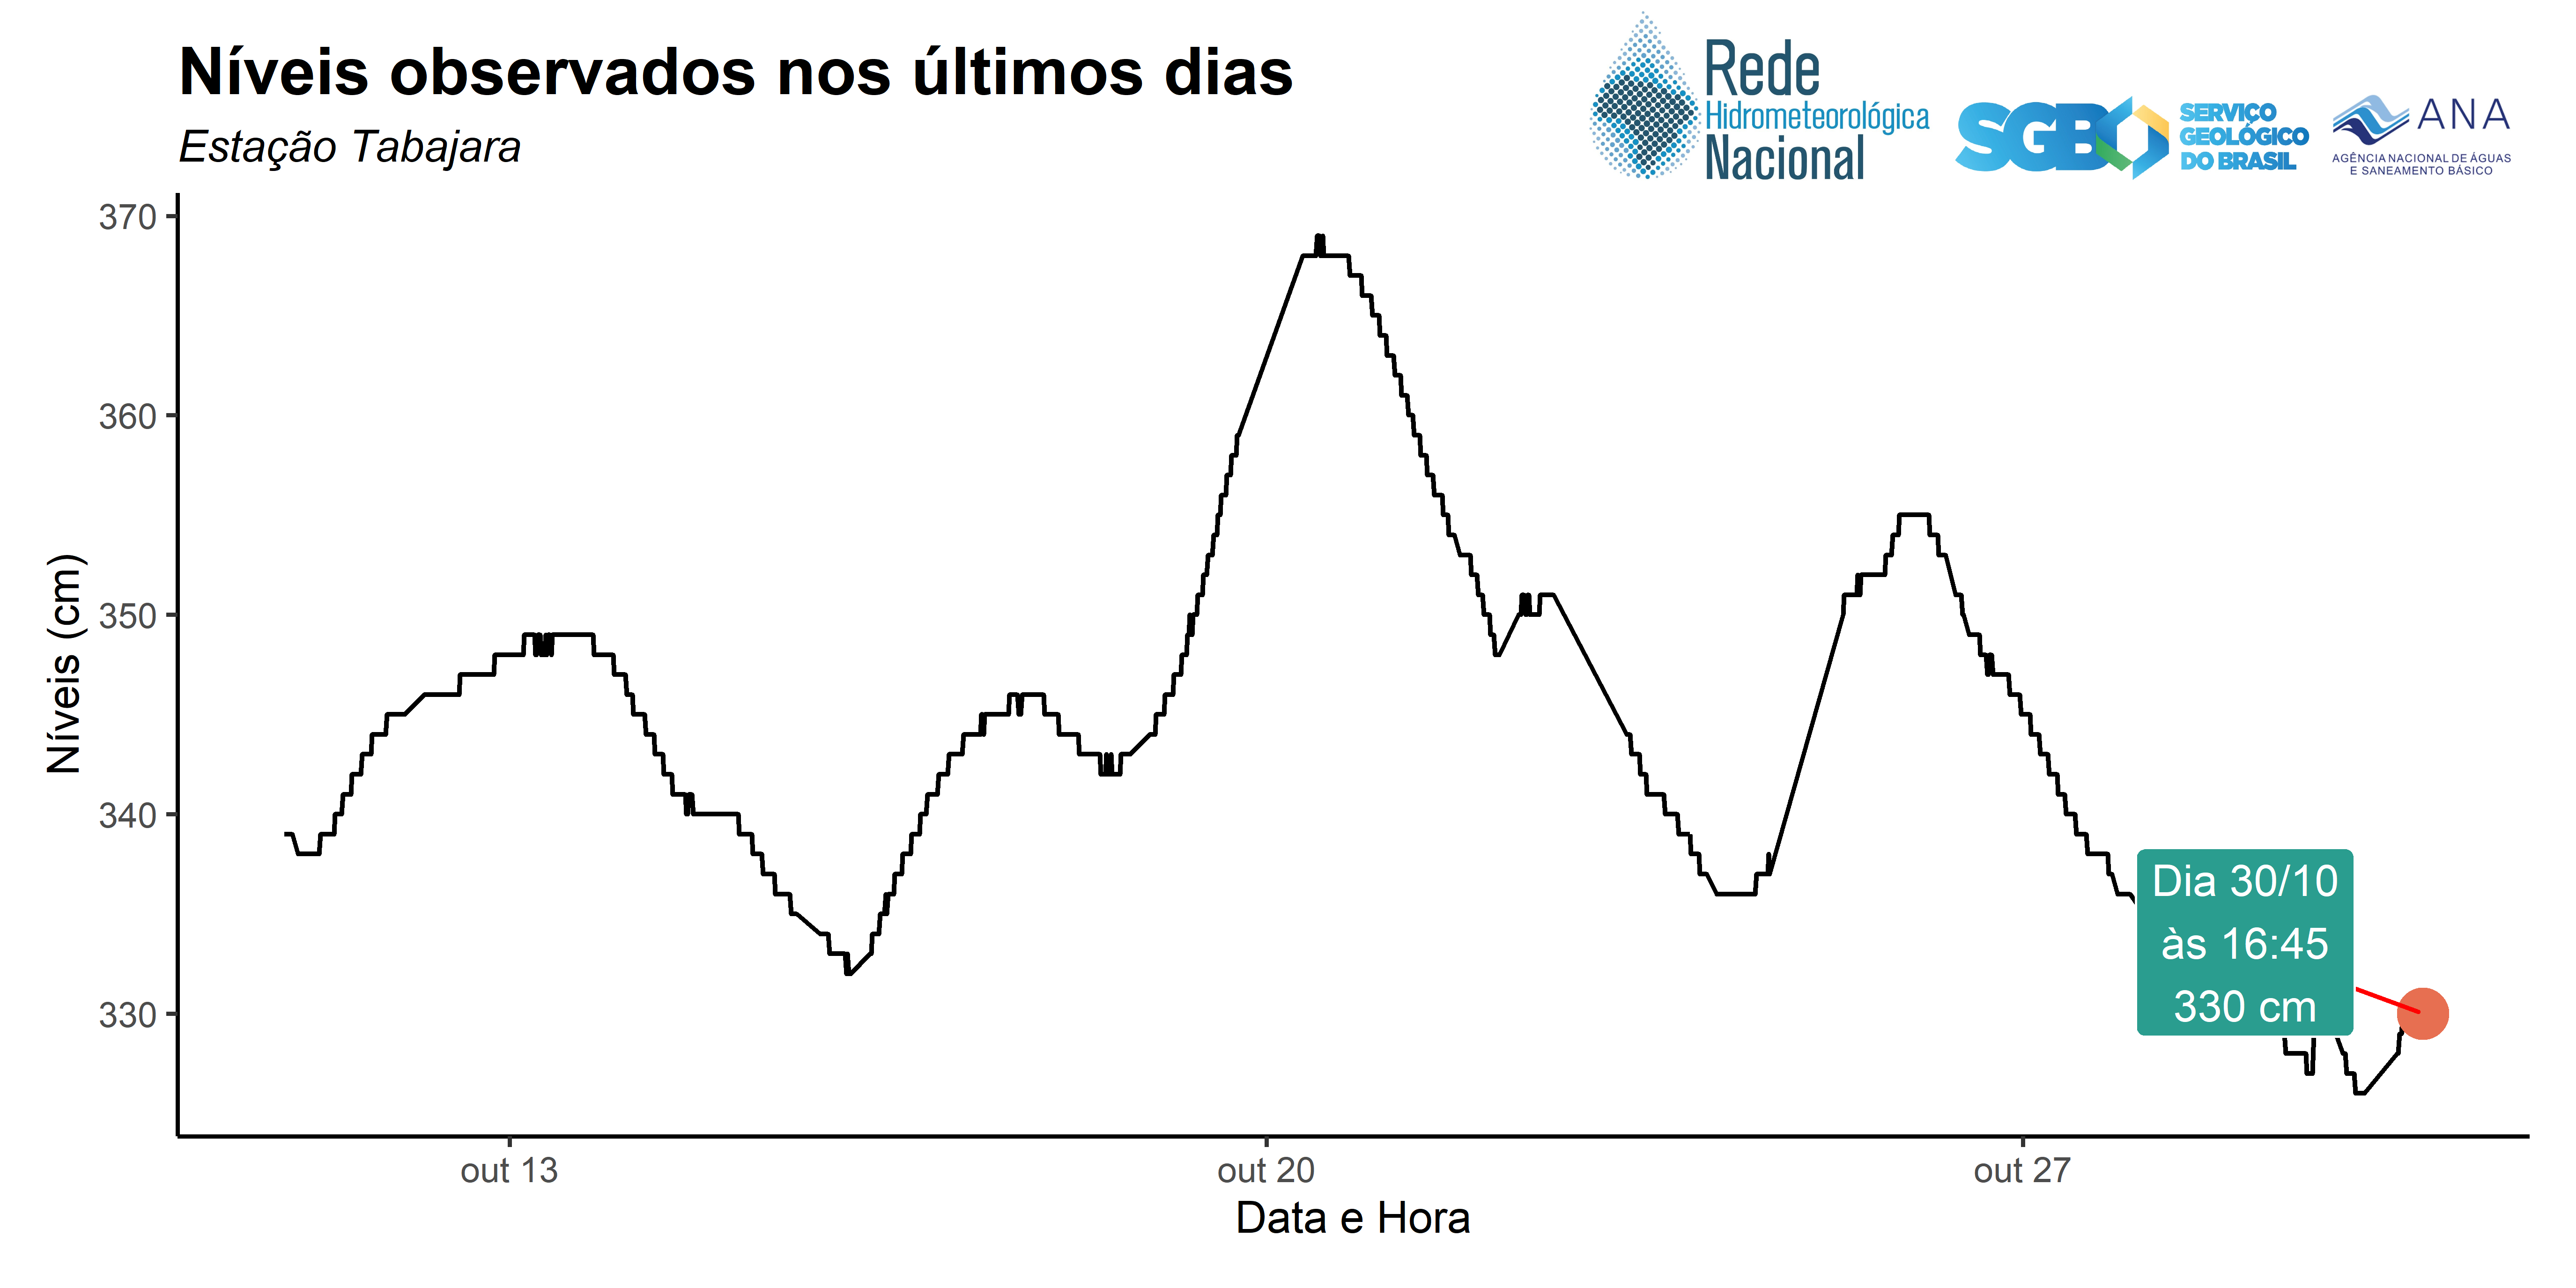 Níveis observados nos últimos dias
Estação Tabajara
Rede
Hidrometeorológica
Nacional
SGB
SERVIÇO
GEOLÓGICO
DO BRASIL
ANA
AGÊNCIA NACIONAL DE ÁGUAS
E SANEAMENTO BÁSICO
370
360
350
340
330
Níveis (cm)
Dia 30/10
às 16:45
330 cm
out 13
out 20
out 27
Data e Hora